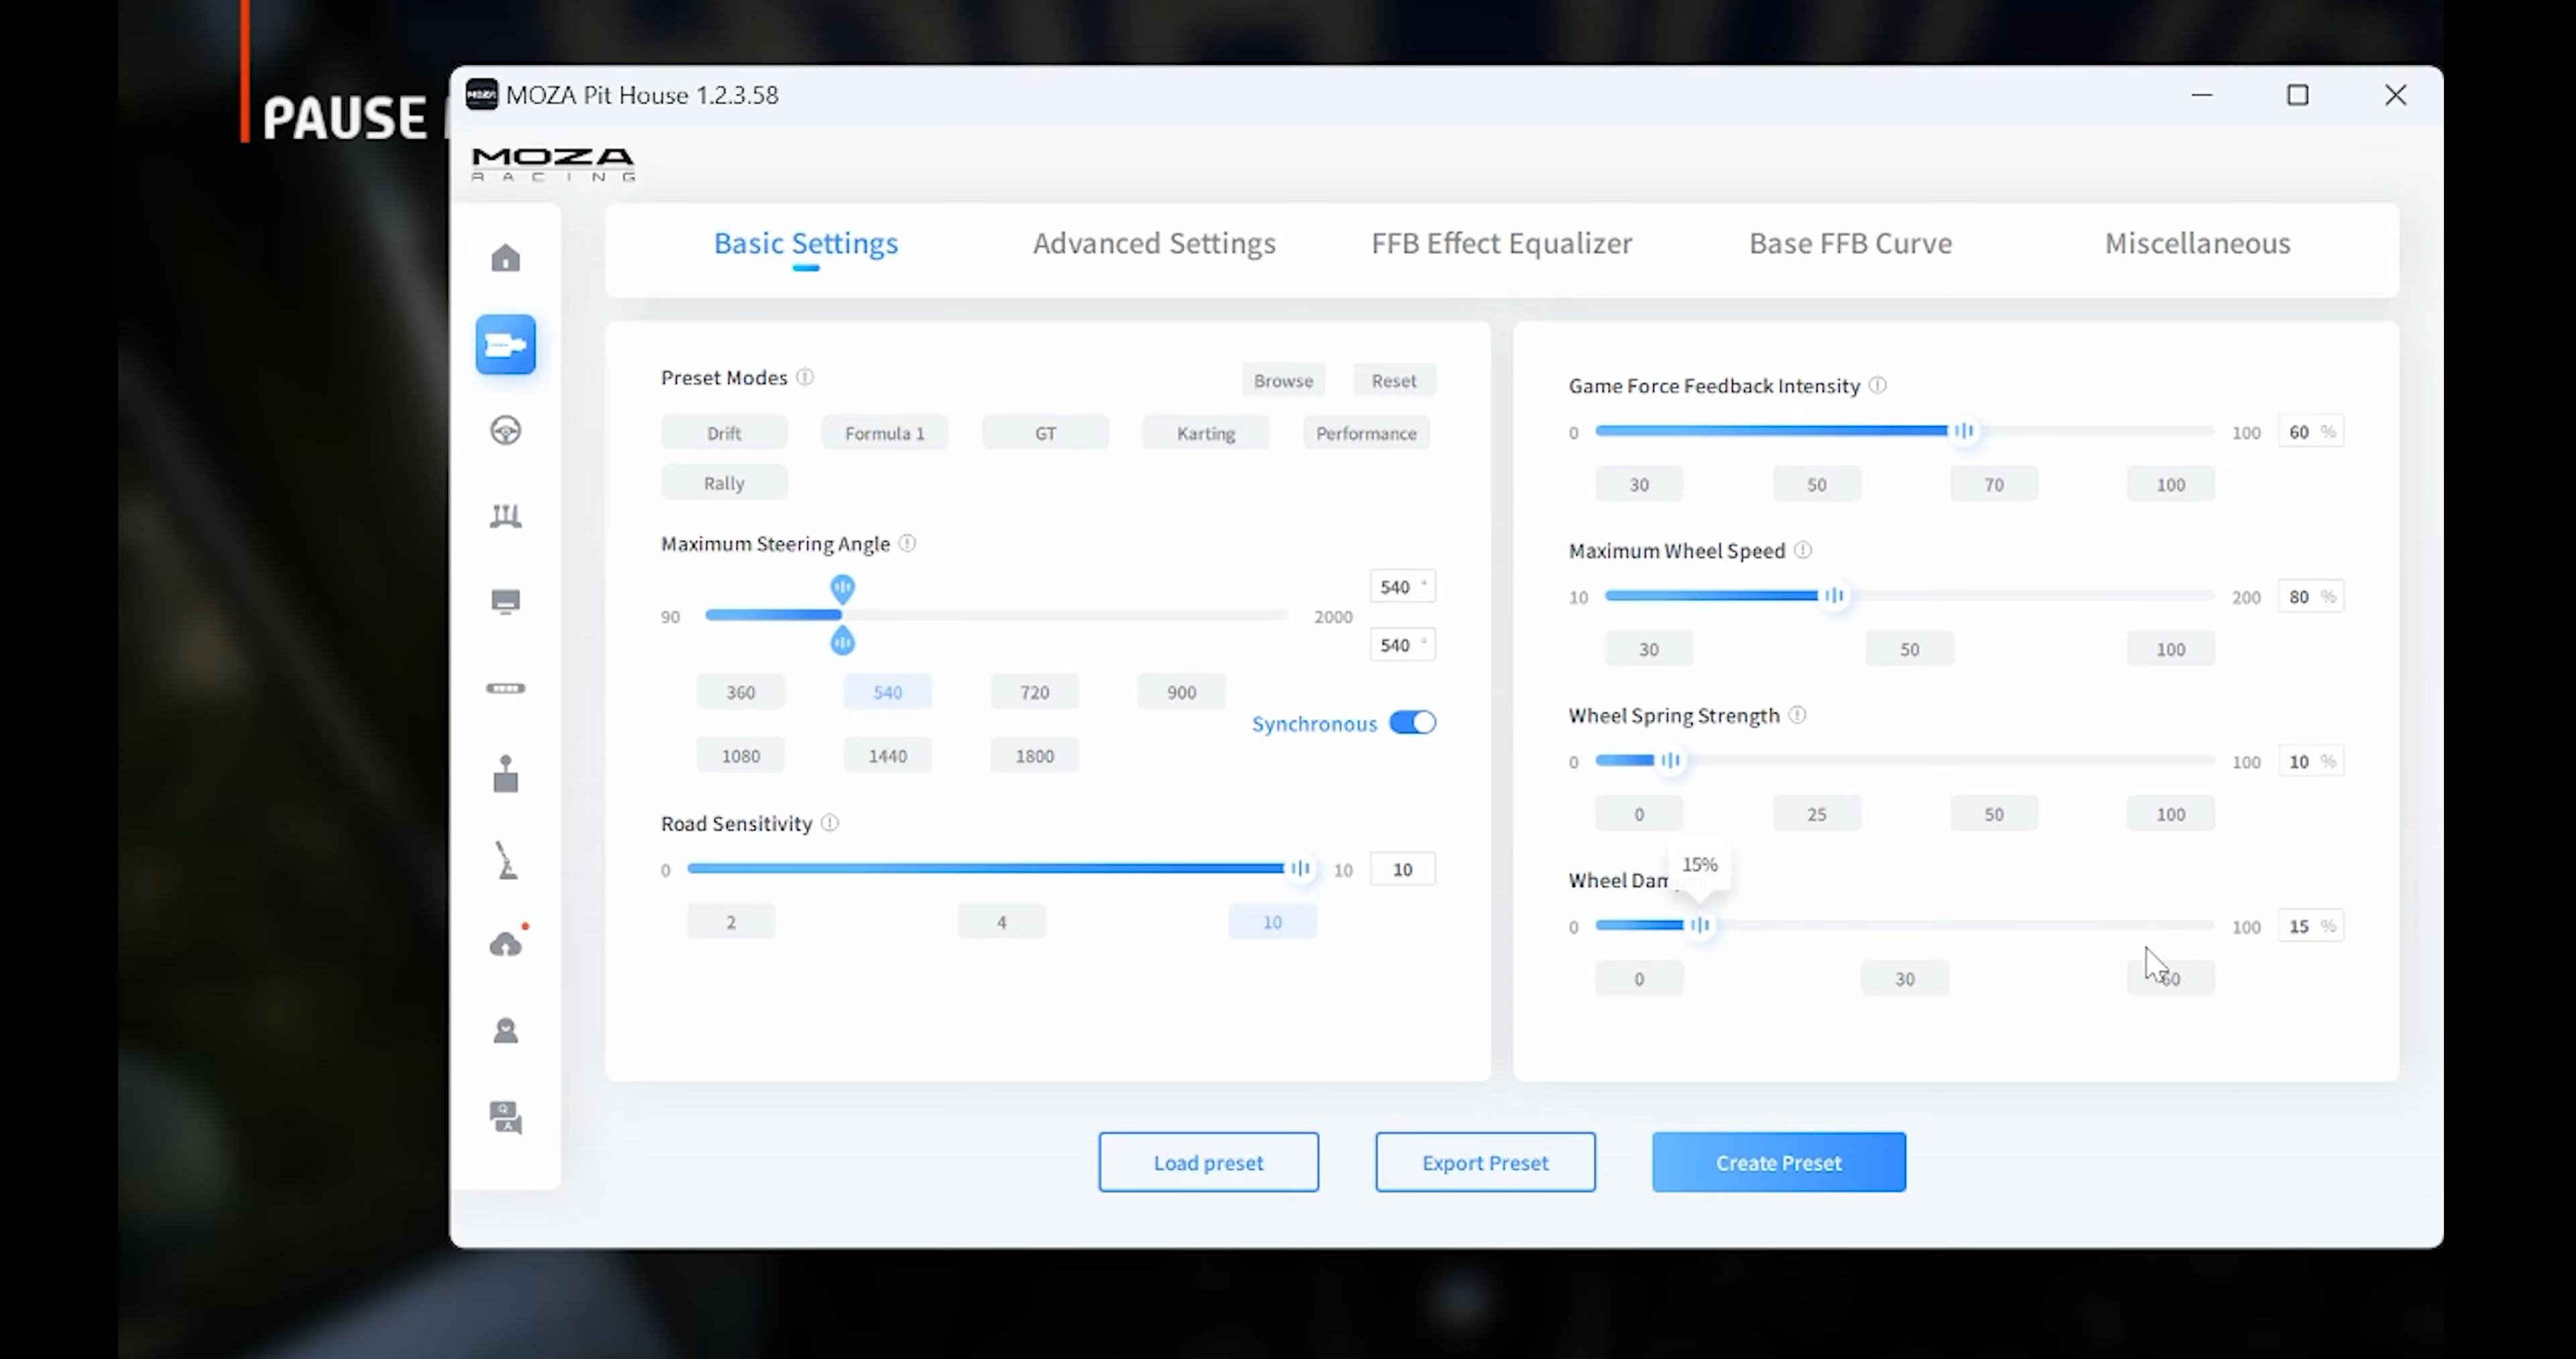 PAUSE
MOZA Pit House 1.2.3.58
MOZA
RACING
Basic Settings
Advanced Settings
FFB Effect Equalizer
Base FFB Curve
Miscellaneous
Preset Modes
Browse
Reset
Drift
Formula 1
GT
Karting
Performance
Rally
Maximum Steering Angle
540 °
90
2000
540 °
360
540
720
900
Synchronous
1080
1440
1800
Road Sensitivity
0
10
10
2
4
10
Game Force Feedback Intensity
0
100
60 %
30
50
70
100
Maximum Wheel Speed
10
200
80 %
30
50
100
Wheel Spring Strength
0
100
10 %
0
25
50
100
15%
Wheel
0
100
15 %
0
30
Q
A
Load preset
Export Preset
Create Preset